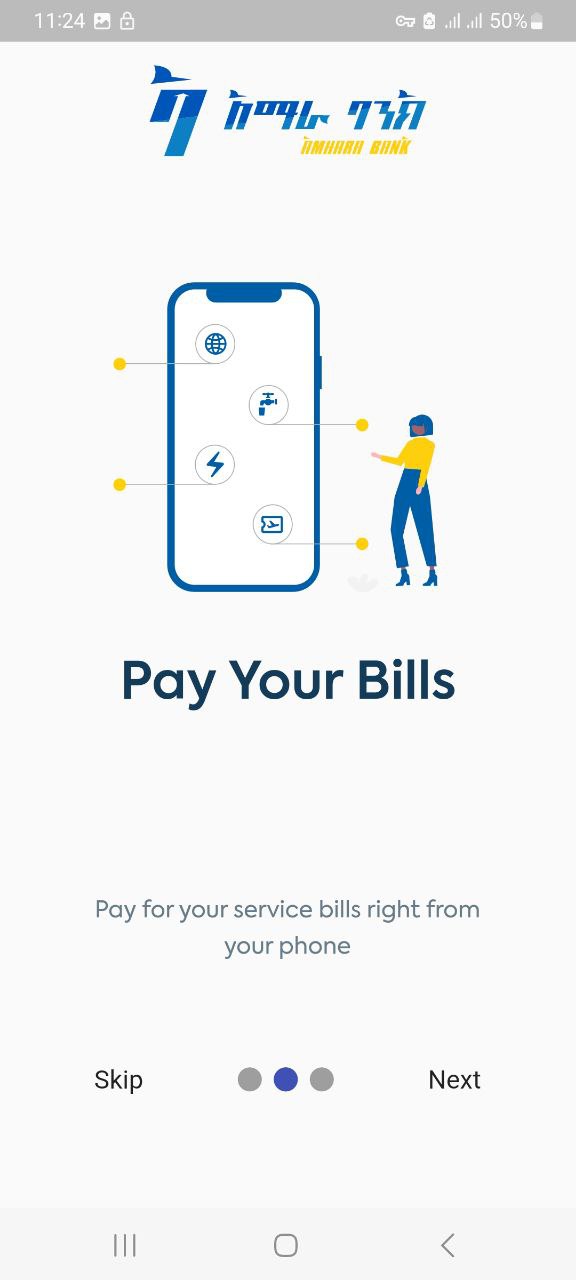 11:24
50%
አማራ ባንክ
AMHARA BANK
Pay Your Bills
Pay for your service bills right from
your phone
Skip
Next